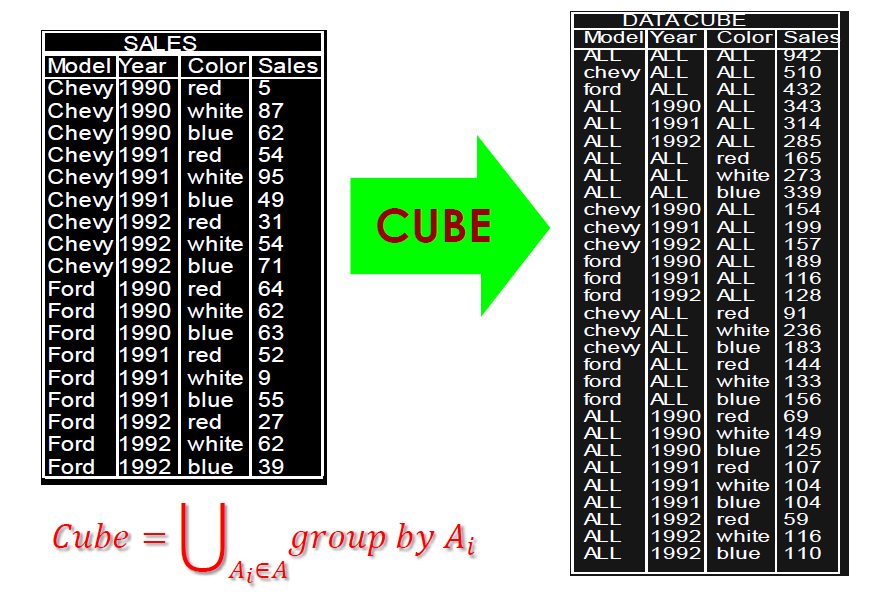 SALES
Model Year Color Sales
Chevy 1990 red 5
Chevy 1990 white 87
Chevy 1990 blue 62
Chevy 1991 red 54
Chevy 1991 white 95
Chevy 1991 blue 49
Chevy 1992 red 31
Chevy 1992 white 54
Chevy 1992 blue 71
Ford 1990 red 64
Ford 1990 white 62
Ford 1990 blue 63
Ford 1991 red 52
Ford 1991 white 9
Ford 1991 blue 55
Ford 1992 red 27
Ford 1992 white 62
Ford 1992 blue 39
CUBE
DATA CUBE
Model Year Color Sales
ALL ALL ALL 942
chevy ALL ALL 510
ford ALL ALL 432
ALL 1990 ALL 343
ALL 1991 ALL 314
ALL 1992 ALL 285
ALL ALL red 165
ALL ALL white 273
ALL ALL blue 339
chevy 1990 ALL 154
chevy 1991 ALL 199
chevy 1992 ALL 157
ford 1990 ALL 189
ford 1991 ALL 116
ford 1992 ALL 128
chevy ALL red 91
chevy ALL white 236
chevy ALL blue 183
ford ALL red 144
ford ALL white 133
ford ALL blue 156
ALL 1990 red 69
ALL 1990 white 149
ALL 1990 blue 125
ALL 1991 red 107
ALL 1991 white 104
ALL 1991 blue 104
ALL 1992 red 59
ALL 1992 white 116
ALL 1992 blue 110
Cube = ⋃_{A_i∈A} group by A_i